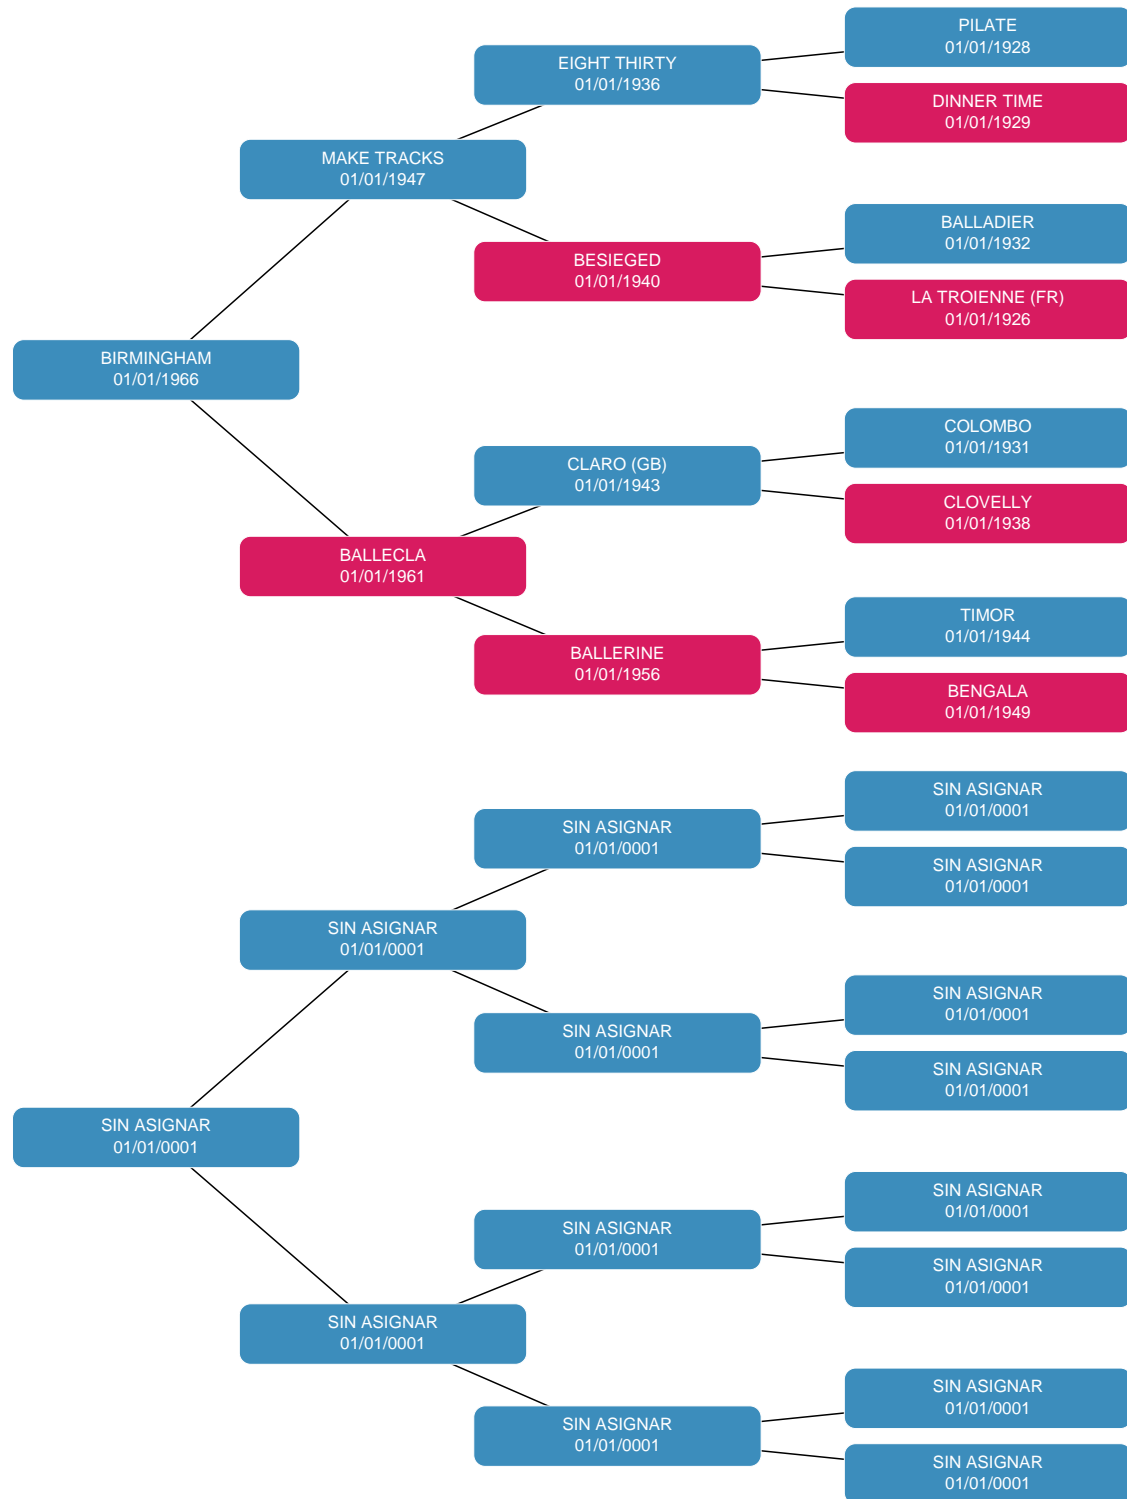 PILATE
01/01/1928
EIGHT THIRTY
01/01/1936
DINNER TIME
01/01/1929
MAKE TRACKS
01/01/1947
BALLADIER
01/01/1932
BESIEGED
01/01/1940
LA TROIENNE (FR)
01/01/1926
BIRMINGHAM
01/01/1966
COLOMBO
01/01/1931
CLARO (GB)
01/01/1943
CLOVELLY
01/01/1938
BALLECLA
01/01/1961
TIMOR
01/01/1944
BALLERINE
01/01/1956
BENGALA
01/01/1949
SIN ASIGNAR
01/01/0001
SIN ASIGNAR
01/01/0001
SIN ASIGNAR
01/01/0001
SIN ASIGNAR
01/01/0001
SIN ASIGNAR
01/01/0001
SIN ASIGNAR
01/01/0001
SIN ASIGNAR
01/01/0001
SIN ASIGNAR
01/01/0001
SIN ASIGNAR
01/01/0001
SIN ASIGNAR
01/01/0001
SIN ASIGNAR
01/01/0001
SIN ASIGNAR
01/01/0001
SIN ASIGNAR
01/01/0001
SIN ASIGNAR
01/01/0001
SIN ASIGNAR
01/01/0001